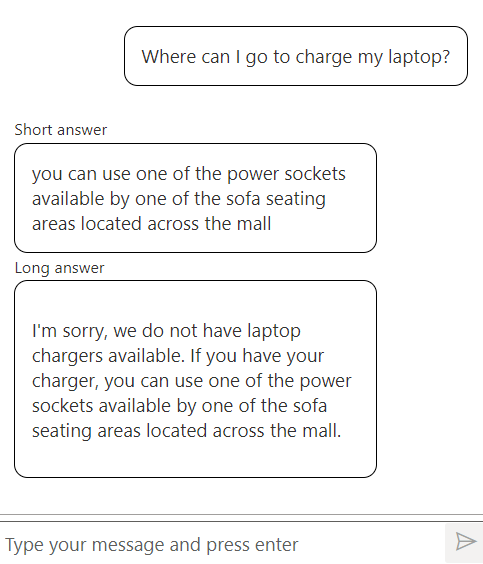 Where can I go to charge my laptop?
Short answer
you can use one of the power sockets
available by one of the sofa seating
areas located across the mall
Long answer
I'm sorry, we do not have laptop
chargers available. If you have your
charger, you can use one of the power
sockets available by one of the sofa
seating areas located across the mall.
Type your message and press enter